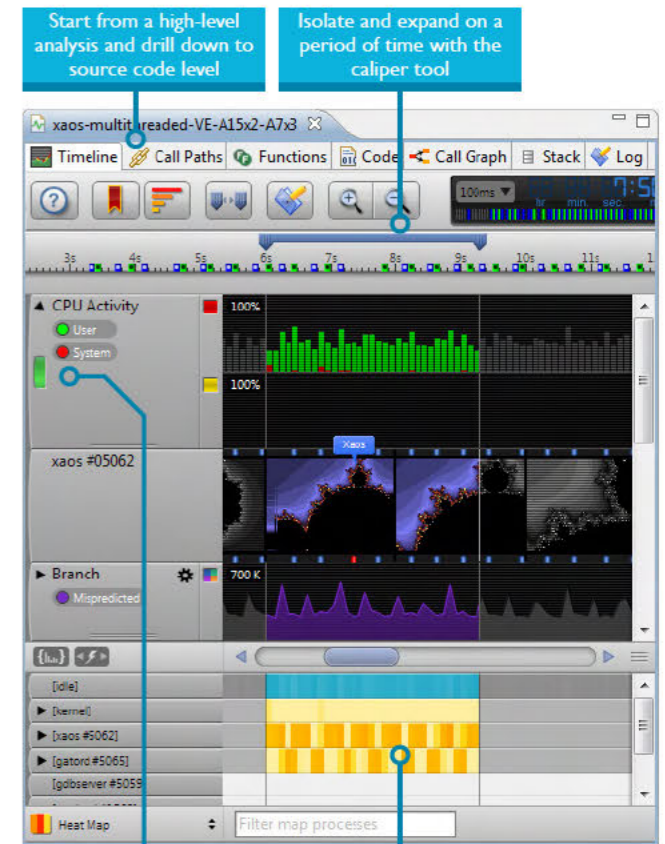 Start from a high-level
analysis and drill down to
source code level
Isolate and expand on a
period of time with the
caliper tool
xaos-multithreaded-VE-A15x2-A7x3
Timeline Call Paths Functions Code Call Graph Stack Log
100ms
hr min sec
3s 4s 5s 6s 7s 8s 9s 10s 11s 1
CPU Activity
User
System
100%
100%
xaos #05062
Xaos
Branch
Mispredicted
700 K
[idle]
[kernel]
[xaos #5062]
[gatord #5065]
[gdbserver #5059
Heat Map
Filter map processes